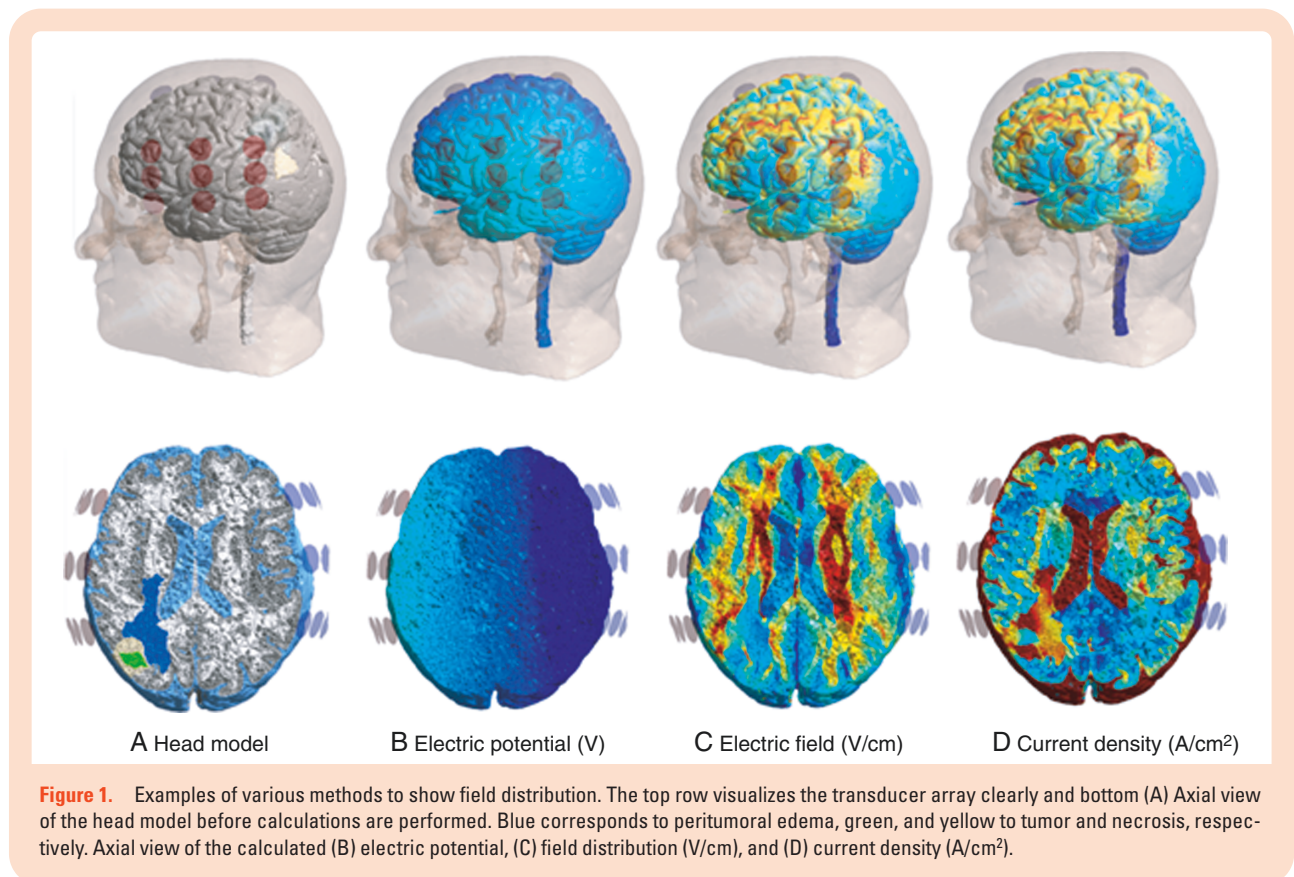 A Head model
B Electric potential (V)
C Electric field (V/cm)
D Current density (A/cm²)
Figure 1. Examples of various methods to show field distribution. The top row visualizes the transducer array clearly and bottom (A) Axial view
of the head model before calculations are performed. Blue corresponds to peritumoral edema, green, and yellow to tumor and necrosis, respec-
tively. Axial view of the calculated (B) electric potential, (C) field distribution (V/cm), and (D) current density (A/cm²).